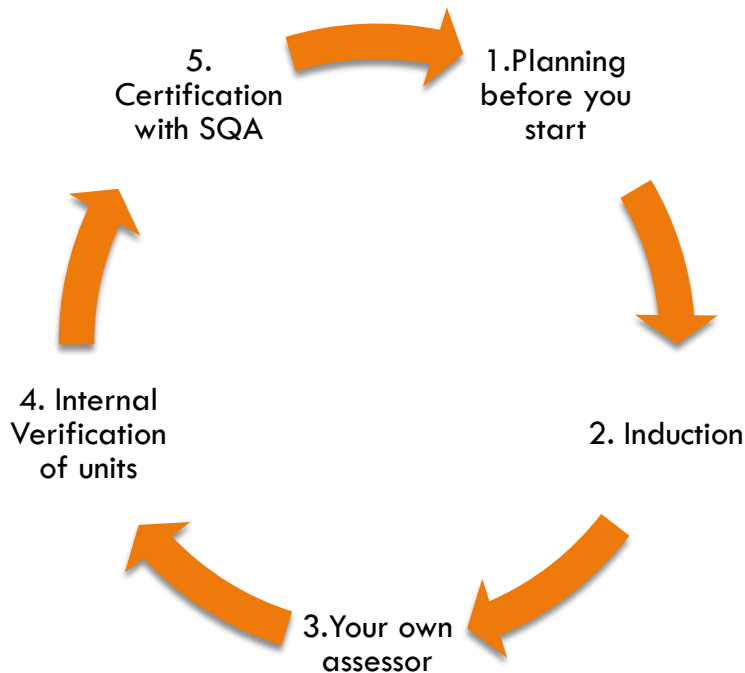 1.Planning
before you
start
2. Induction
3.Your own
assessor
4. Internal
Verification
of units
5.
Certification
with SQA